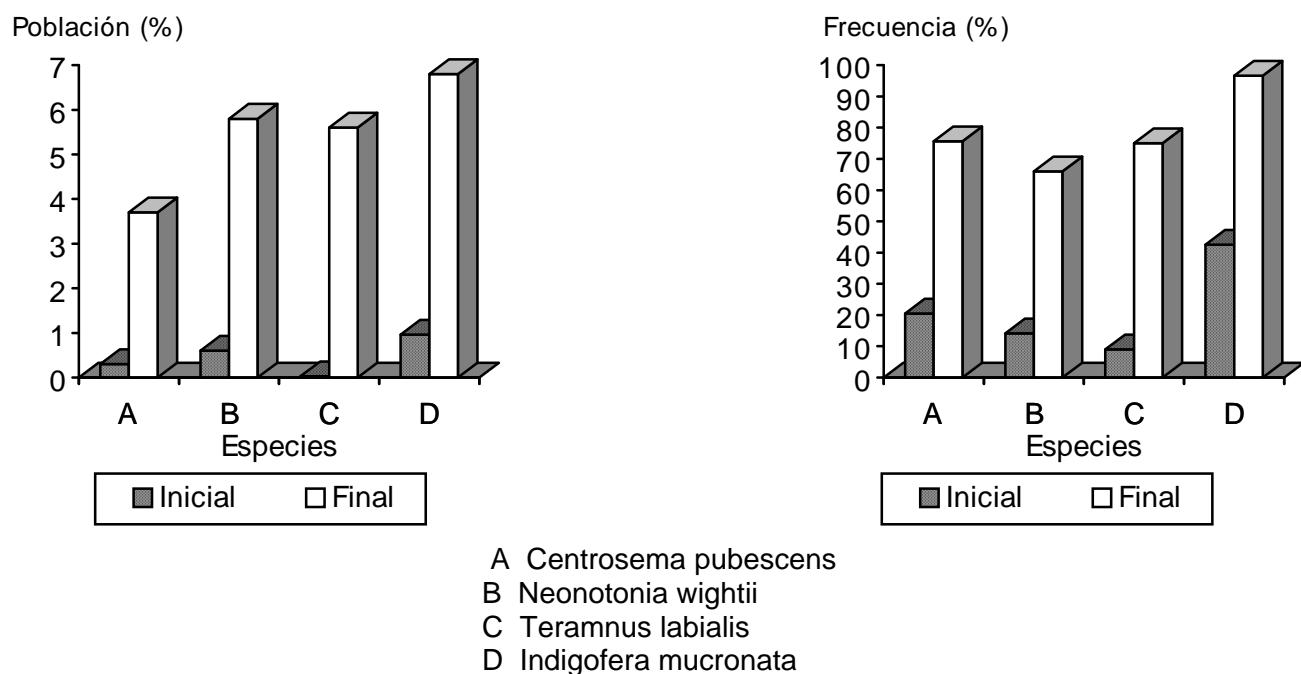 Población (%)
7
6
5
4
3
2
1
0
A B C D
Especies
Inicial Final
Frecuencia (%)
100
90
80
70
60
50
40
30
20
10
0
A B C D
Especies
Inicial Final
A Centrosema pubescens
B Neonotonia wightii
C Teramnus labialis
D Indigofera mucronata